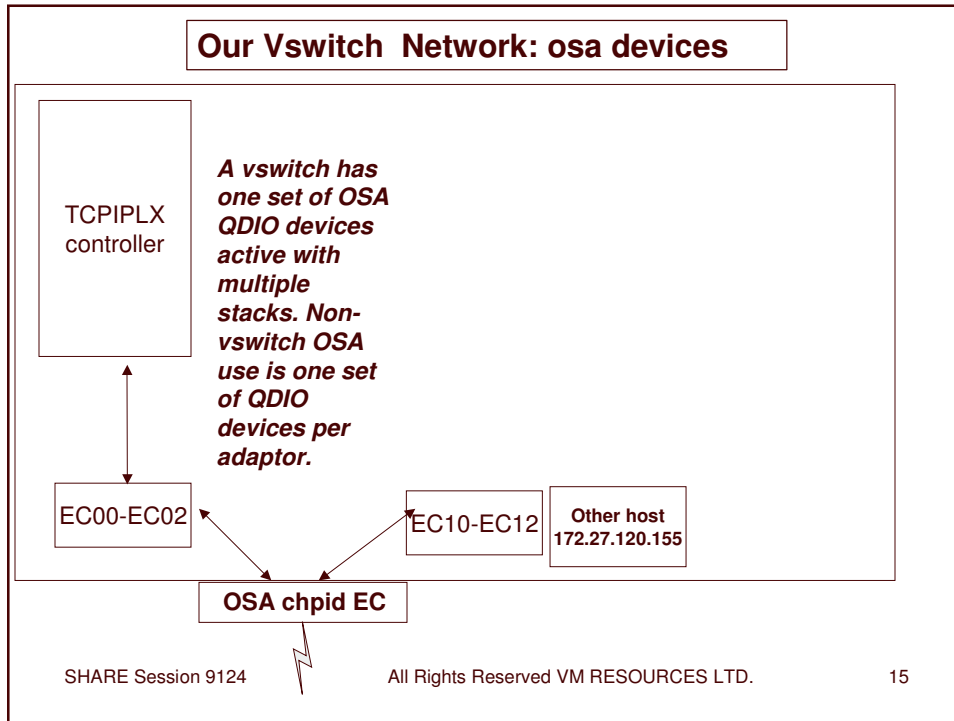 Our Vswitch Network: osa devices
TCPIPLX
controller
A vswitch has
one set of OSA
QDIO devices
active with
multiple
stacks. Non-
vswitch OSA
use is one set
of QDIO
devices per
adaptor.
EC00-EC02
EC10-EC12
Other host
172.27.120.155
OSA chpid EC
SHARE Session 9124
All Rights Reserved VM RESOURCES LTD.
15